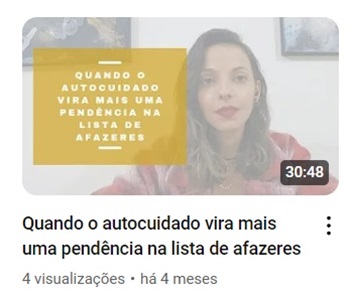 QUANDO O
AUTOCUIDADO
VIRA MAIS UMA
PENDÊNCIA NA
LISTA DE
AFAZERES
30:48
Quando o autocuidado vira mais
uma pendência na lista de afazeres
4 visualizações • há 4 meses